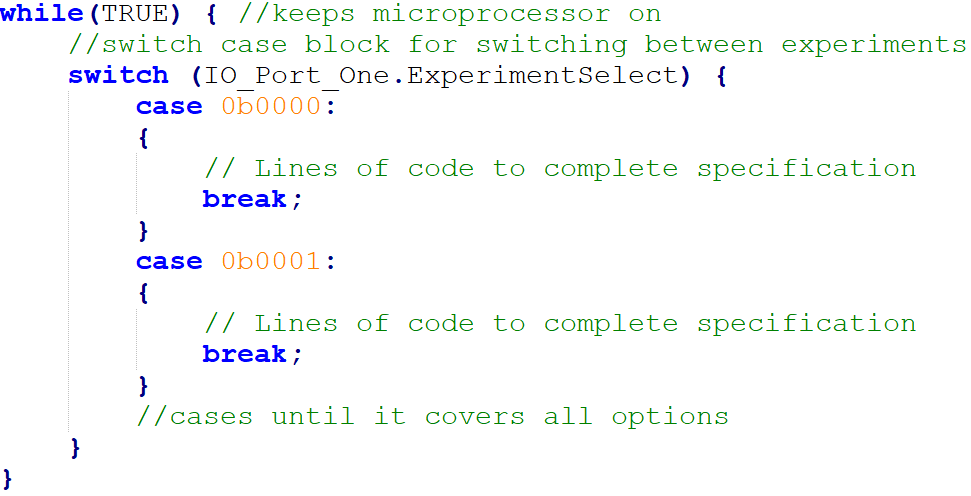 while(TRUE) { //keeps microprocessor on
    //switch case block for switching between experiments
    switch (IO_Port_One.ExperimentSelect) {
        case 0b0000:
        {
            // Lines of code to complete specification
            break;
        }
        case 0b0001:
        {
            // Lines of code to complete specification
            break;
        }
        //cases until it covers all options
    }
}